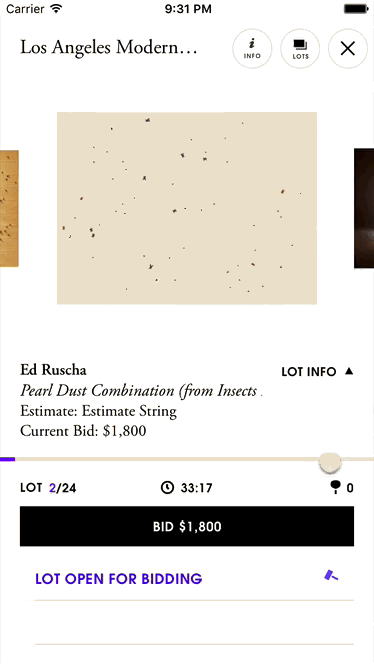 Carrier 9:31 PM
Los Angeles Modern…
i
INFO
LOTS
Ed Ruscha
LOT INFO ▲
Pearl Dust Combination (from Insects
Estimate: Estimate String
Current Bid: $1,800
LOT 2/24
33:17
0
BID $1,800
LOT OPEN FOR BIDDING